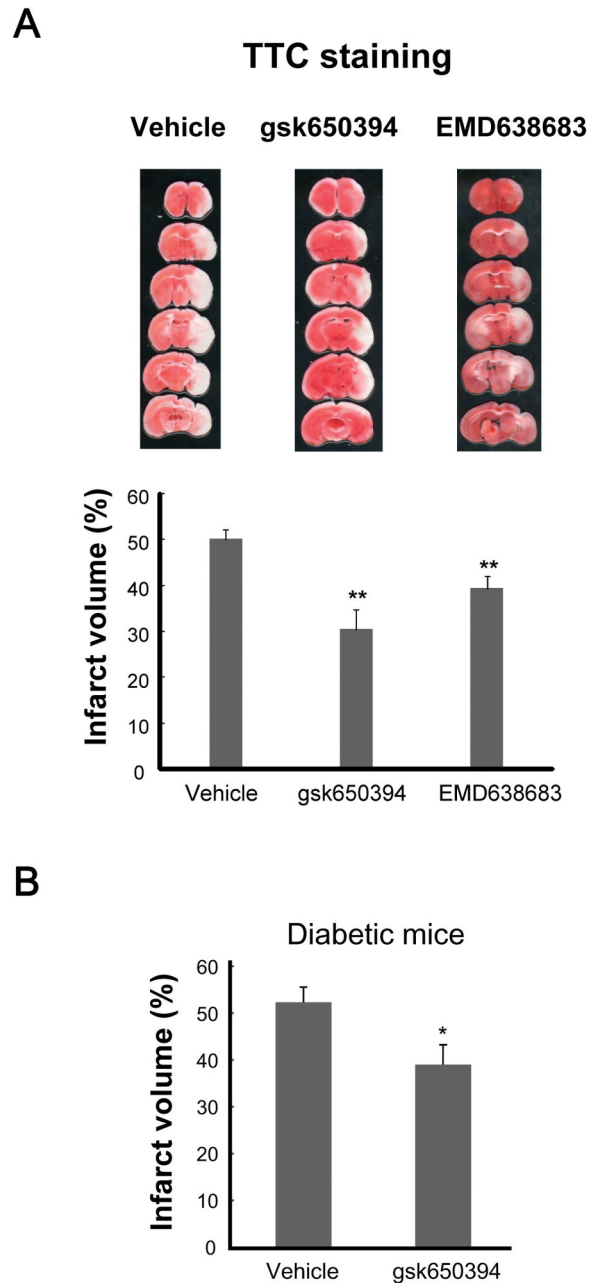 A
TTC staining
Vehicle gsk650394 EMD638683
Infarct volume (%)
60
50
40
30
20
10
0
**
**
Vehicle gsk650394 EMD638683
B
Diabetic mice
Infarct volume (%)
60
50
40
30
20
10
0
*
Vehicle gsk650394